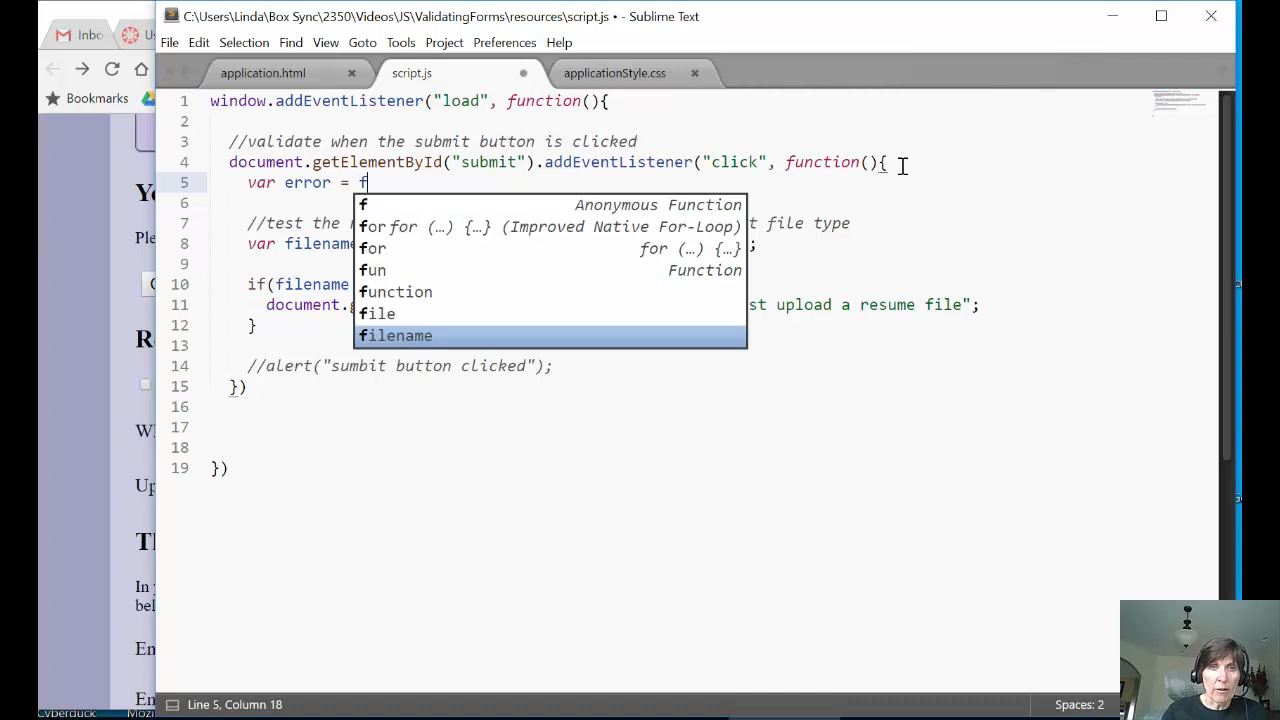 C:\Users\Linda\Box Sync\2350\Videos\JS\ValidatingForms\resources\script.js • - Sublime Text
Inbo
File Edit Selection Find View Goto Tools Project Preferences Help
application.html script.js applicationStyle.css
Bookmarks
1 window.addEventListener("load", function(){
2
3 //validate when the submit button is clicked
4 document.getElementById("submit").addEventListener("click", function(){
5 var error = f
6
f Anonymous Function
7 //test the t file type
for for (…) {…} (Improved Native For-Loop)
8 var filename ;
for for (…) {…}
9
fun Function
10 if(filename
function
11 document. st upload a resume file";
file
12 }
filename
13
14 //alert("sumbit button clicked");
15 })
16
17
18
19 })
Line 5, Column 18 Spaces: 2
Cyberduck Mozi